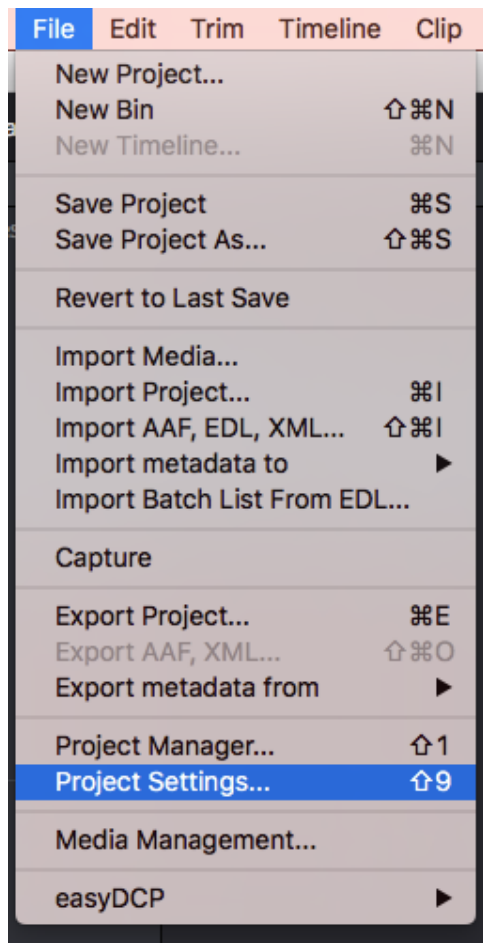 File Edit Trim Timeline Clip
New Project...
New Bin ⇧⌘N
New Timeline... ⌘N
Save Project ⌘S
Save Project As... ⇧⌘S
Revert to Last Save
Import Media...
Import Project... ⌘I
Import AAF, EDL, XML... ⇧⌘I
Import metadata to ▶
Import Batch List From EDL...
Capture
Export Project... ⌘E
Export AAF, XML... ⇧⌘O
Export metadata from ▶
Project Manager... ⇧1
Project Settings... ⇧9
Media Management...
easyDCP ▶